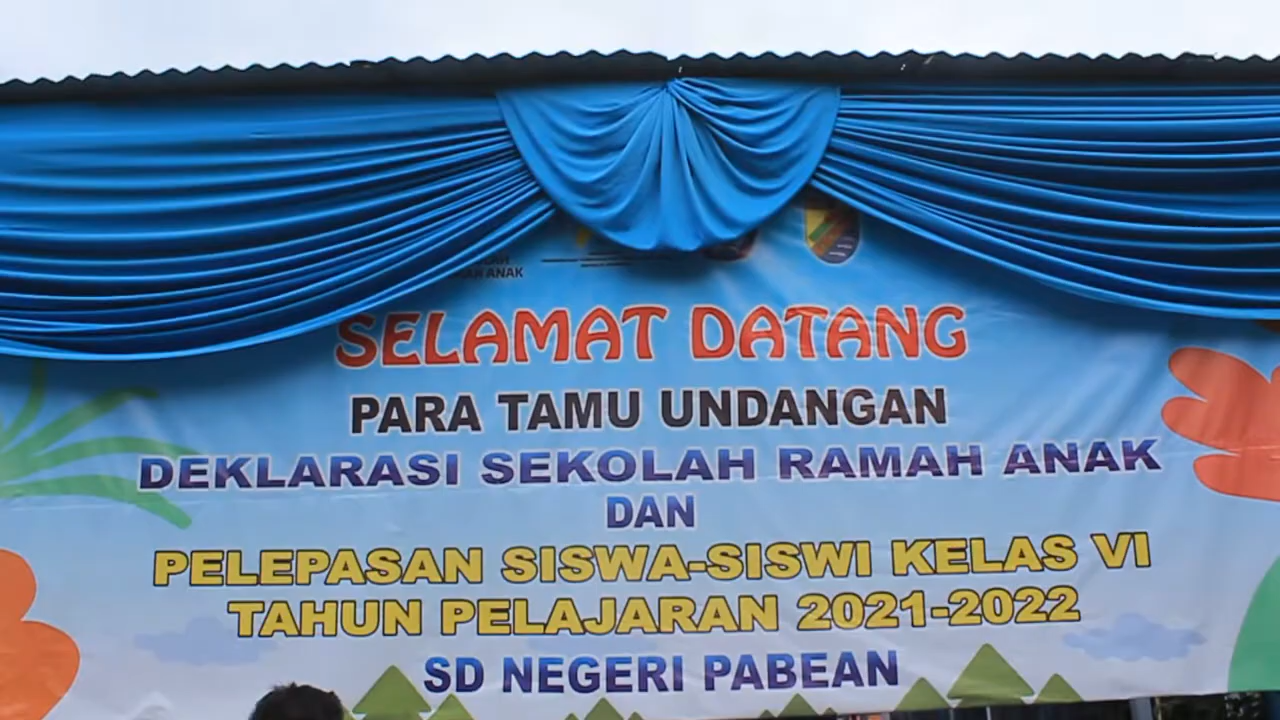 ANAK
SELAMAT DATANG
PARA TAMU UNDANGAN
DEKLARASI SEKOLAH RAMAH ANAK
DAN
PELEPASAN SISWA-SISWI KELAS VI
TAHUN PELAJARAN 2021-2022
SD NEGERI PABEAN